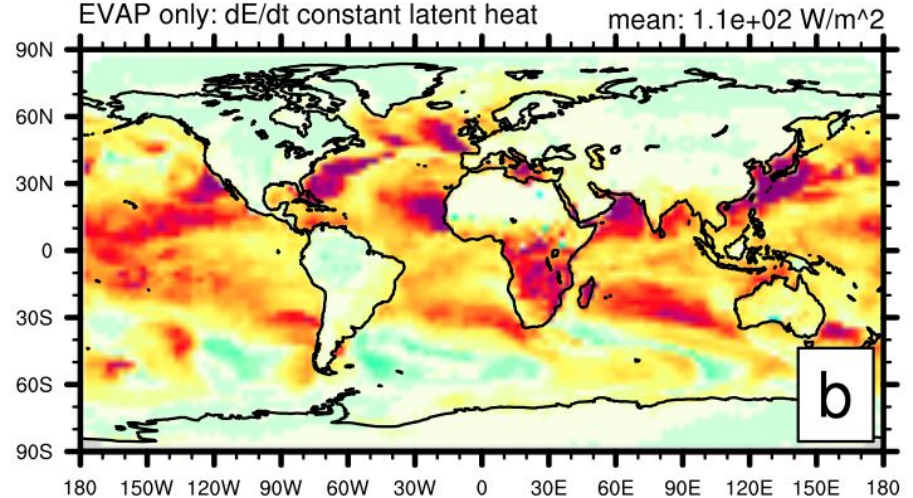 EVAP only: dE/dt constant latent heat mean: 1.1e+02 W/m^2
90N
60N
30N
0
30S
60S
90S
b
180 150W 120W 90W 60W 30W 0 30E 60E 90E 120E 150E 180